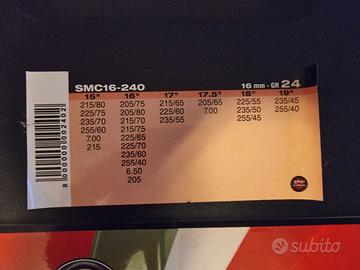 SMC16-240 16 mm - GR 24
15" 16" 17" 17.5" 18" 19"
215/80 205/75 215/65 205/65 225/55 235/45
225/75 225/80 225/60 7.00 235/50 255/40
235/70 215/70 235/55 255/45
255/60 215/75
7.00 225/70
215 235/60
255/40
6.50
205
8 000000 002402
subito